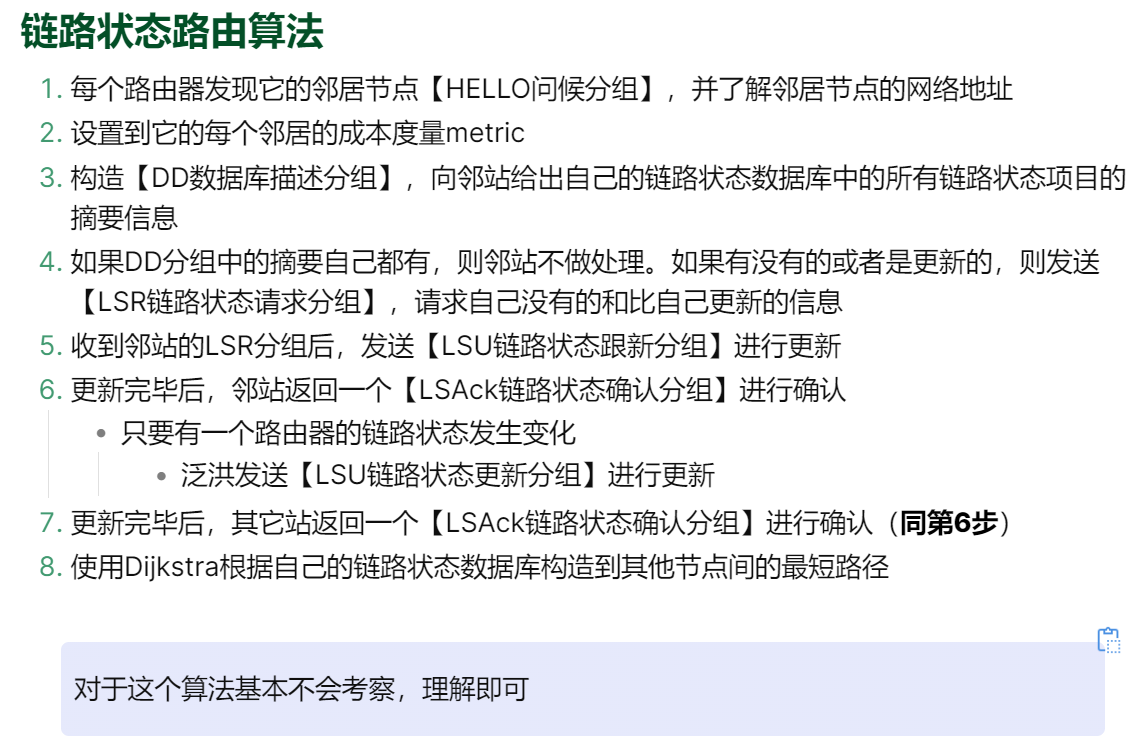 链路状态路由算法
1. 每个路由器发现它的邻居节点【HELLO问候分组】，并了解邻居节点的网络地址
2. 设置到它的每个邻居的成本度量metric
3. 构造【DD数据库描述分组】，向邻站给出自己的链路状态数据库中的所有链路状态项目的
摘要信息
4. 如果DD分组中的摘要自己都有，则邻站不做处理。如果有没有的或者是更新的，则发送
【LSR链路状态请求分组】，请求自己没有的和比自己更新的信息
5. 收到邻站的LSR分组后，发送【LSU链路状态跟新分组】进行更新
6. 更新完毕后，邻站返回一个【LSAck链路状态确认分组】进行确认
• 只要有一个路由器的链路状态发生变化
• 泛洪发送【LSU链路状态更新分组】进行更新
7. 更新完毕后，其它站返回一个【LSAck链路状态确认分组】进行确认（同第6步）
8. 使用Dijkstra根据自己的链路状态数据库构造到其他节点间的最短路径
对于这个算法基本不会考察，理解即可